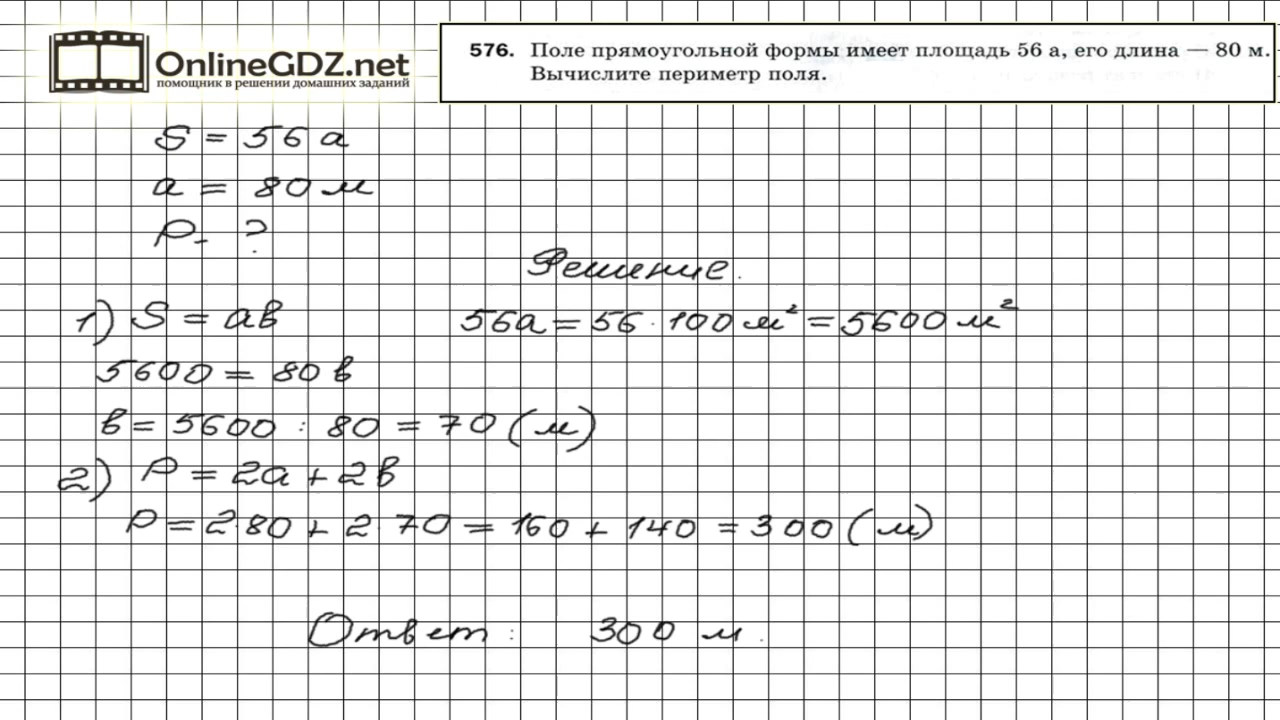 OnlineGDZ.net
помощник в решении домашних заданий
576. Поле прямоугольной формы имеет площадь 56 а, его длина — 80 м.
Вычислите периметр поля.
S = 56 а
a = 80 м
P - ?
Решение.
1) S = ab 56а = 56 · 100 м² = 5600 м²
5600 = 80 в
в = 5600 : 80 = 70 (м)
2) P = 2a + 2в
P = 2·80 + 2·70 = 160 + 140 = 300 (м)
Ответ: 300 м.